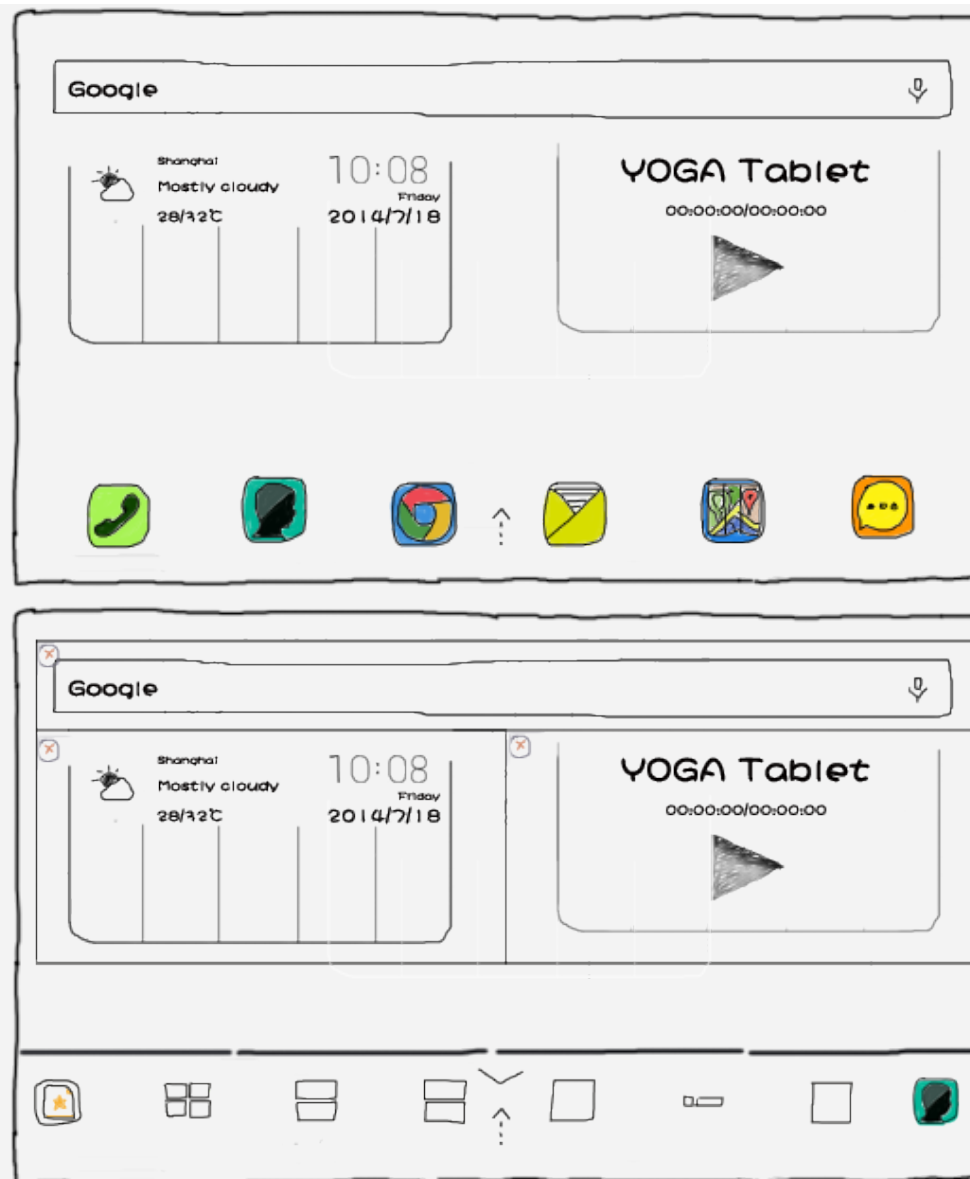 Google
Shanghai
Mostly cloudy
28/32℃
10:08
Friday
2014/7/18
YOGA Tablet
00:00:00/00:00:00
Google
Shanghai
Mostly cloudy
28/32℃
10:08
Friday
2014/7/18
YOGA Tablet
00:00:00/00:00:00